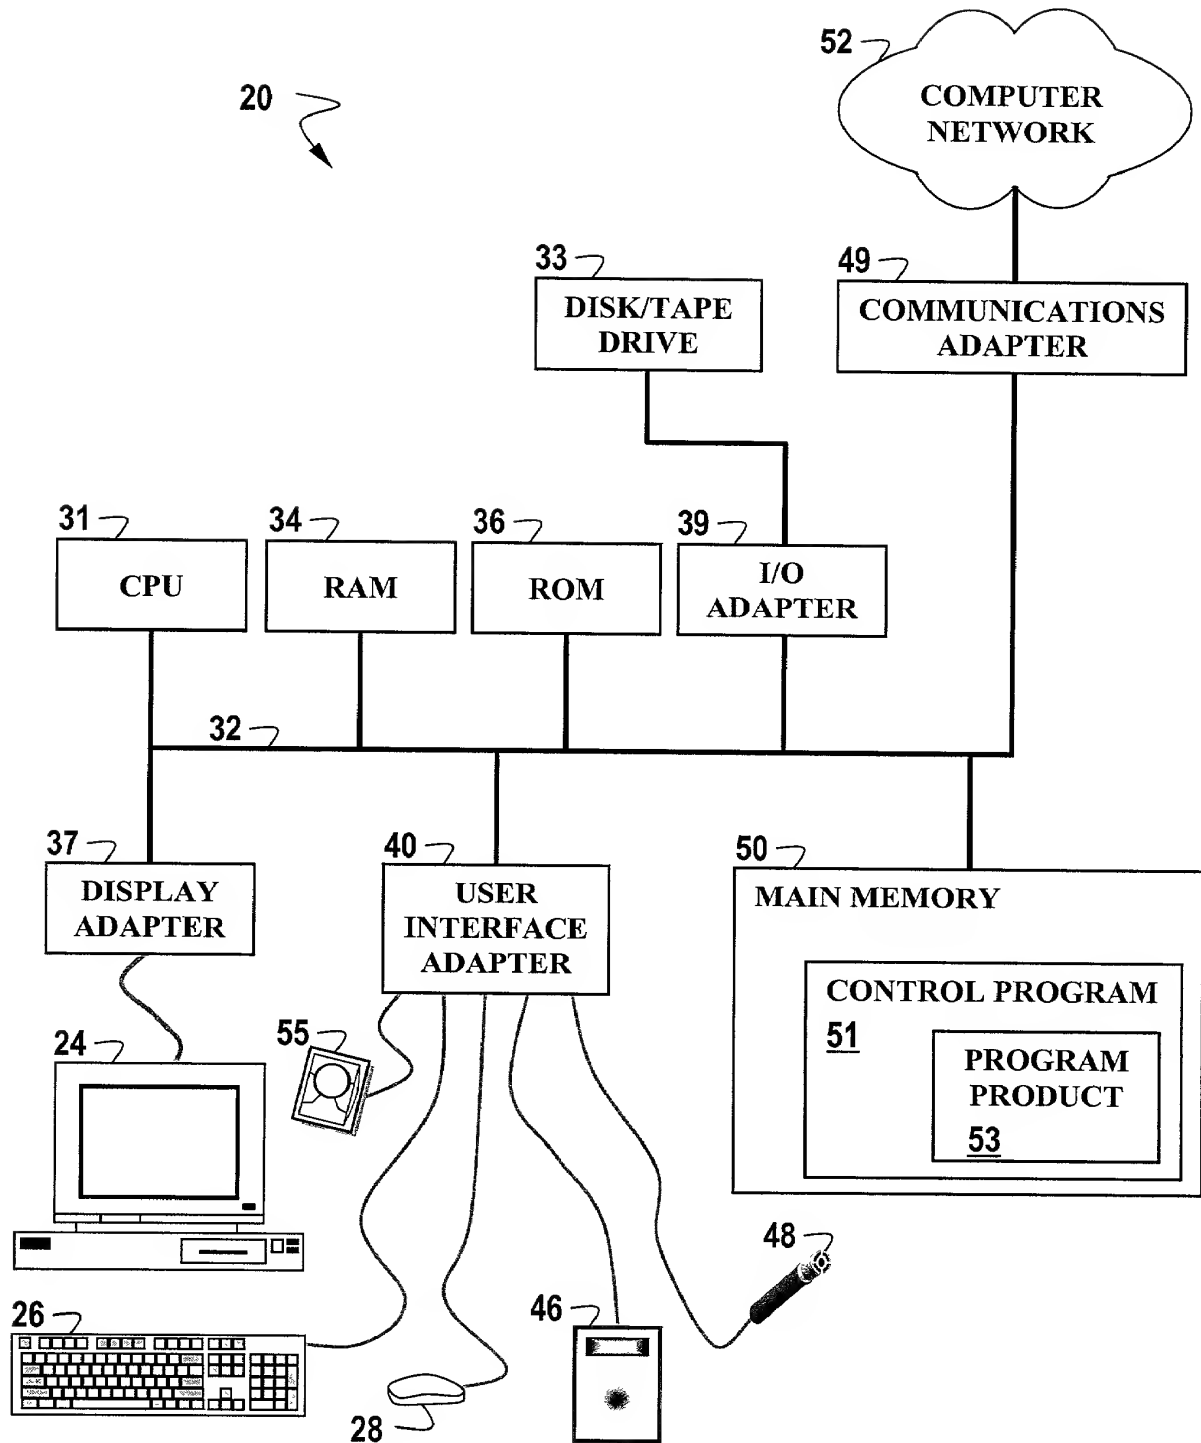 52
COMPUTER
NETWORK
20
33
DISK/TAPE
DRIVE
49
COMMUNICATIONS
ADAPTER
31
CPU
34
RAM
36
ROM
39
I/O
ADAPTER
32
37
DISPLAY
ADAPTER
40
USER
INTERFACE
ADAPTER
50
MAIN MEMORY
CONTROL PROGRAM
51
PROGRAM
PRODUCT
53
24
55
26
28
46
48